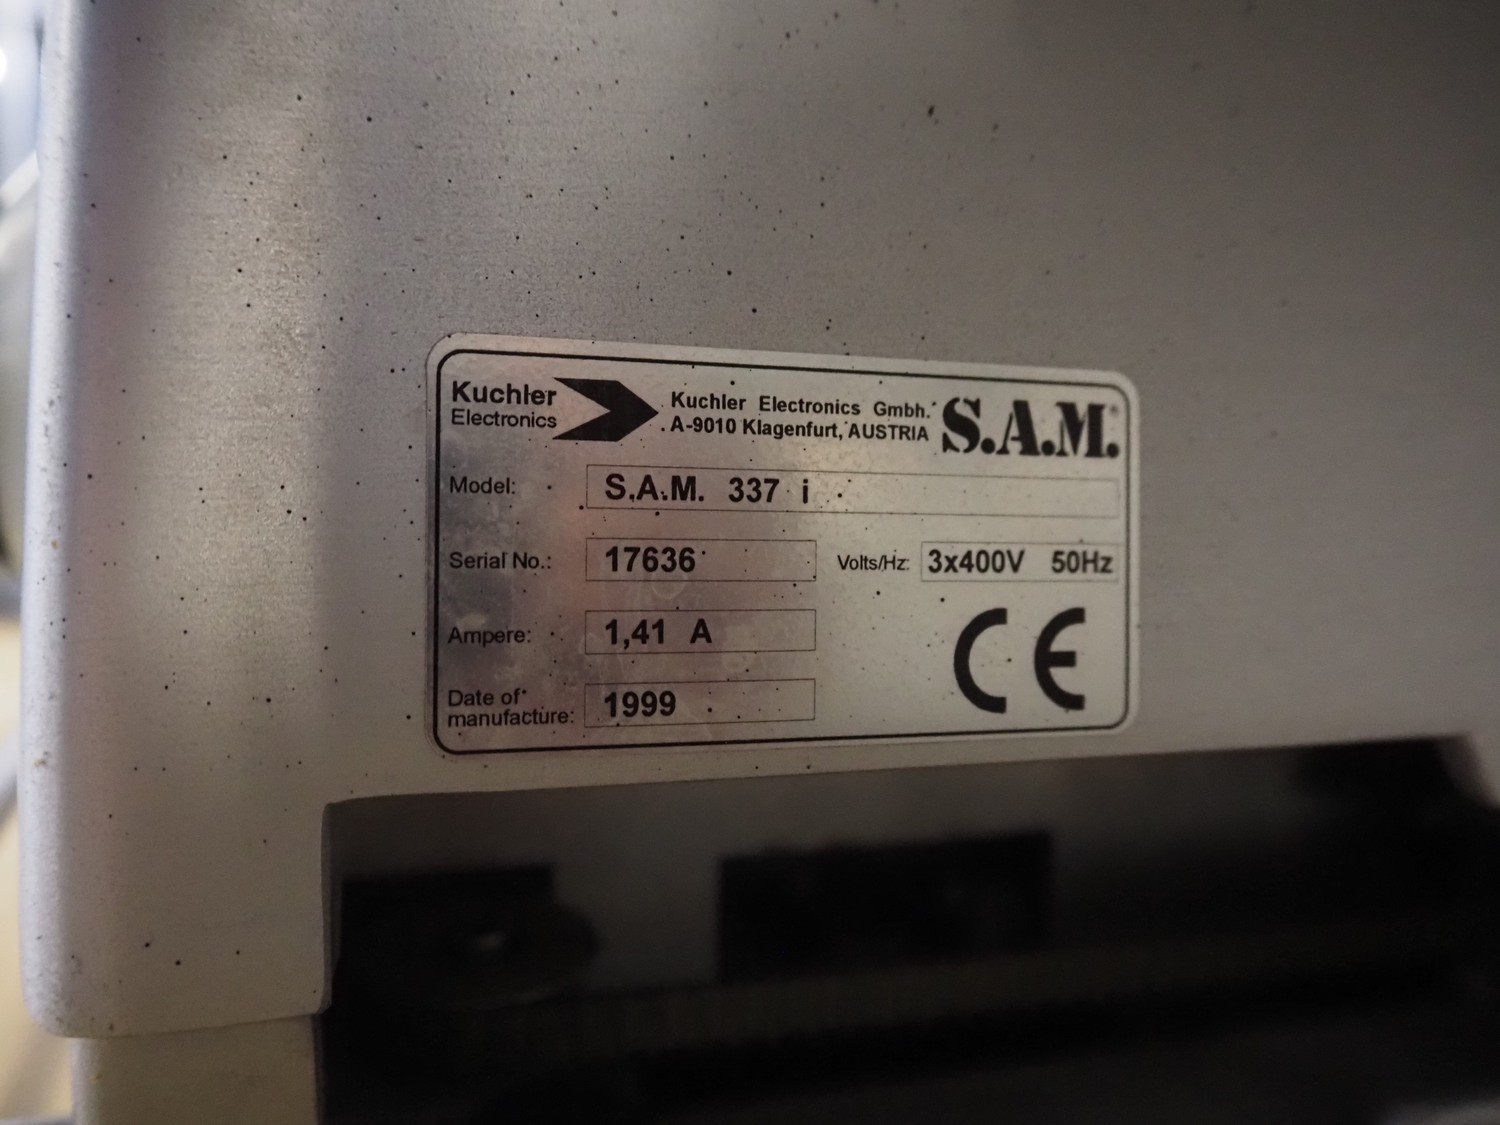 Kuchler
Electronics
Kuchler Electronics Gmbh.
A-9010 Klagenfurt, AUSTRIA
S.A.M.®
Model: S.A.M. 337 i
Serial No.: 17636 Volts/Hz: 3x400V 50Hz
Ampere: 1,41 A
CE
Date of
manufacture: 1999